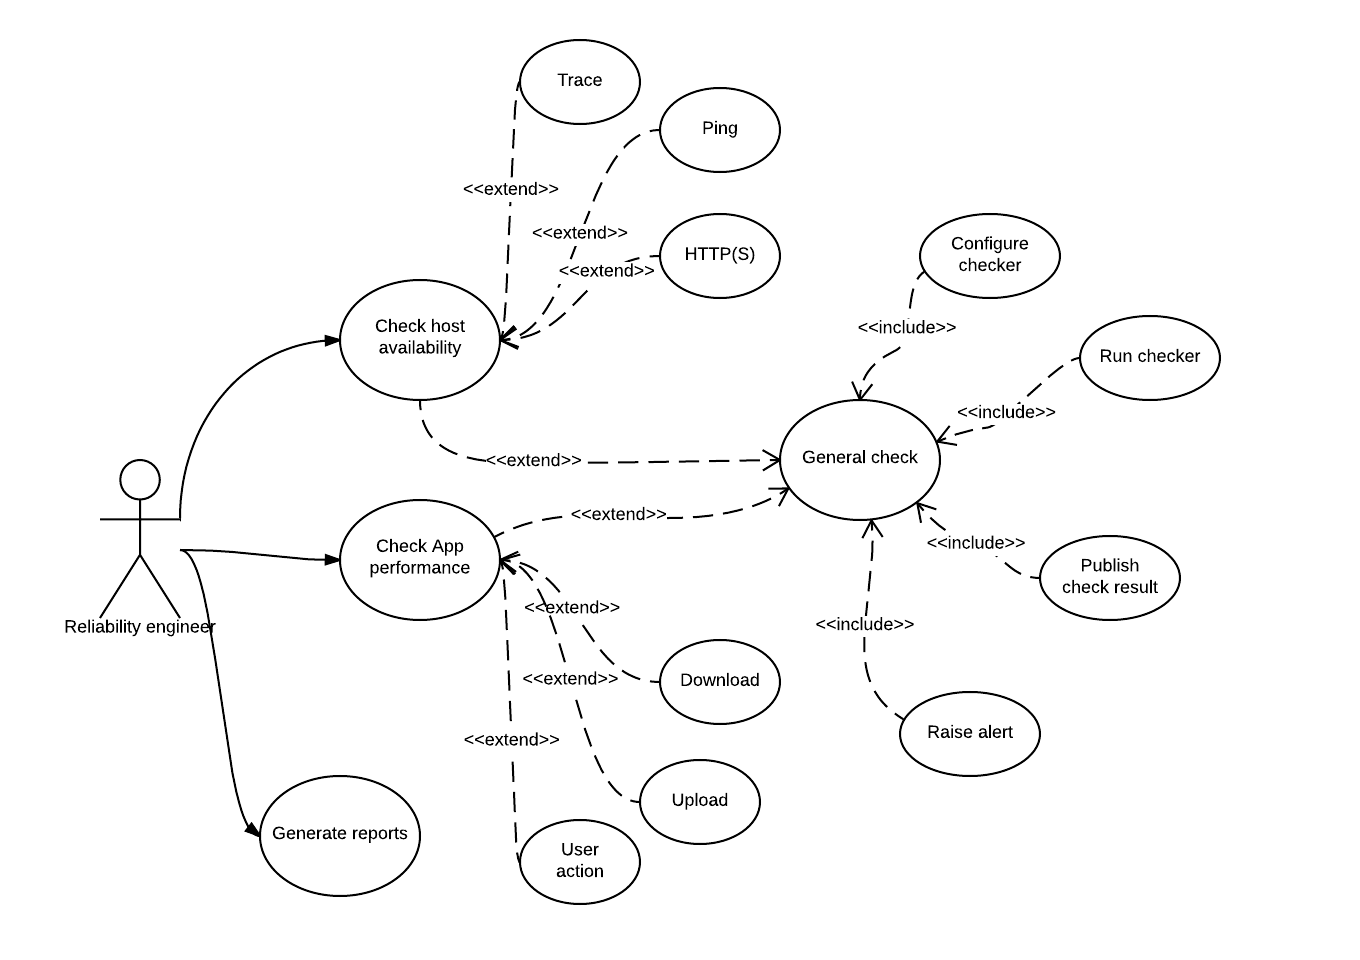 Trace
Ping
<<extend>>
<<extend>>
HTTP(S)
<<extend>>
Configure
checker
<<include>>
Check host
availability
Run checker
<<include>>
<<extend>>
General check
<<extend>>
Check App
performance
<<include>>
Publish
check result
<<extend>>
Reliability engineer
<<include>>
<<extend>>
Download
<<extend>>
Raise alert
Upload
Generate reports
User
action